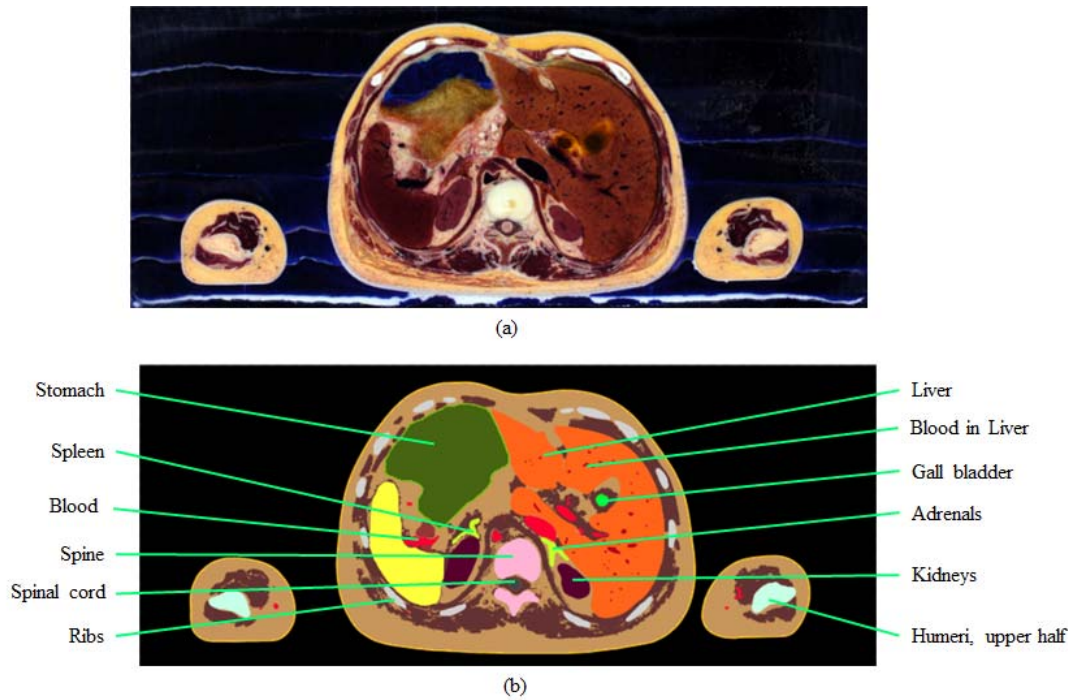 (a)
Stomach
Spleen
Blood
Spine
Spinal cord
Ribs
Liver
Blood in Liver
Gall bladder
Adrenals
Kidneys
Humeri, upper half
(b)